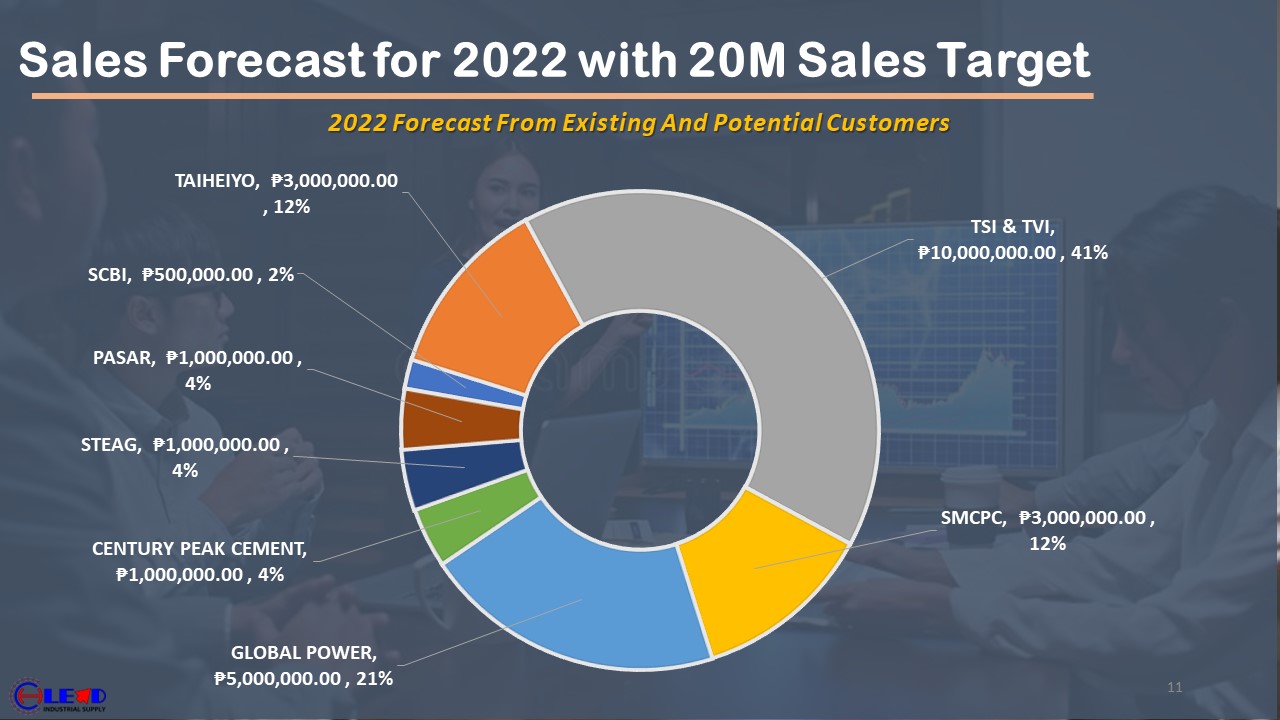 Sales Forecast for 2022 with 20M Sales Target
2022 Forecast From Existing And Potential Customers
TAIHEIYO, ₱3,000,000.00
, 12%
TSI & TVI,
₱10,000,000.00 , 41%
SCBI, ₱500,000.00 , 2%
PASAR, ₱1,000,000.00 ,
4%
STEAG, ₱1,000,000.00 ,
4%
SMCPC, ₱3,000,000.00 ,
12%
CENTURY PEAK CEMENT,
₱1,000,000.00 , 4%
GLOBAL POWER,
₱5,000,000.00 , 21%
LEAD
INDUSTRIAL SUPPLY
11